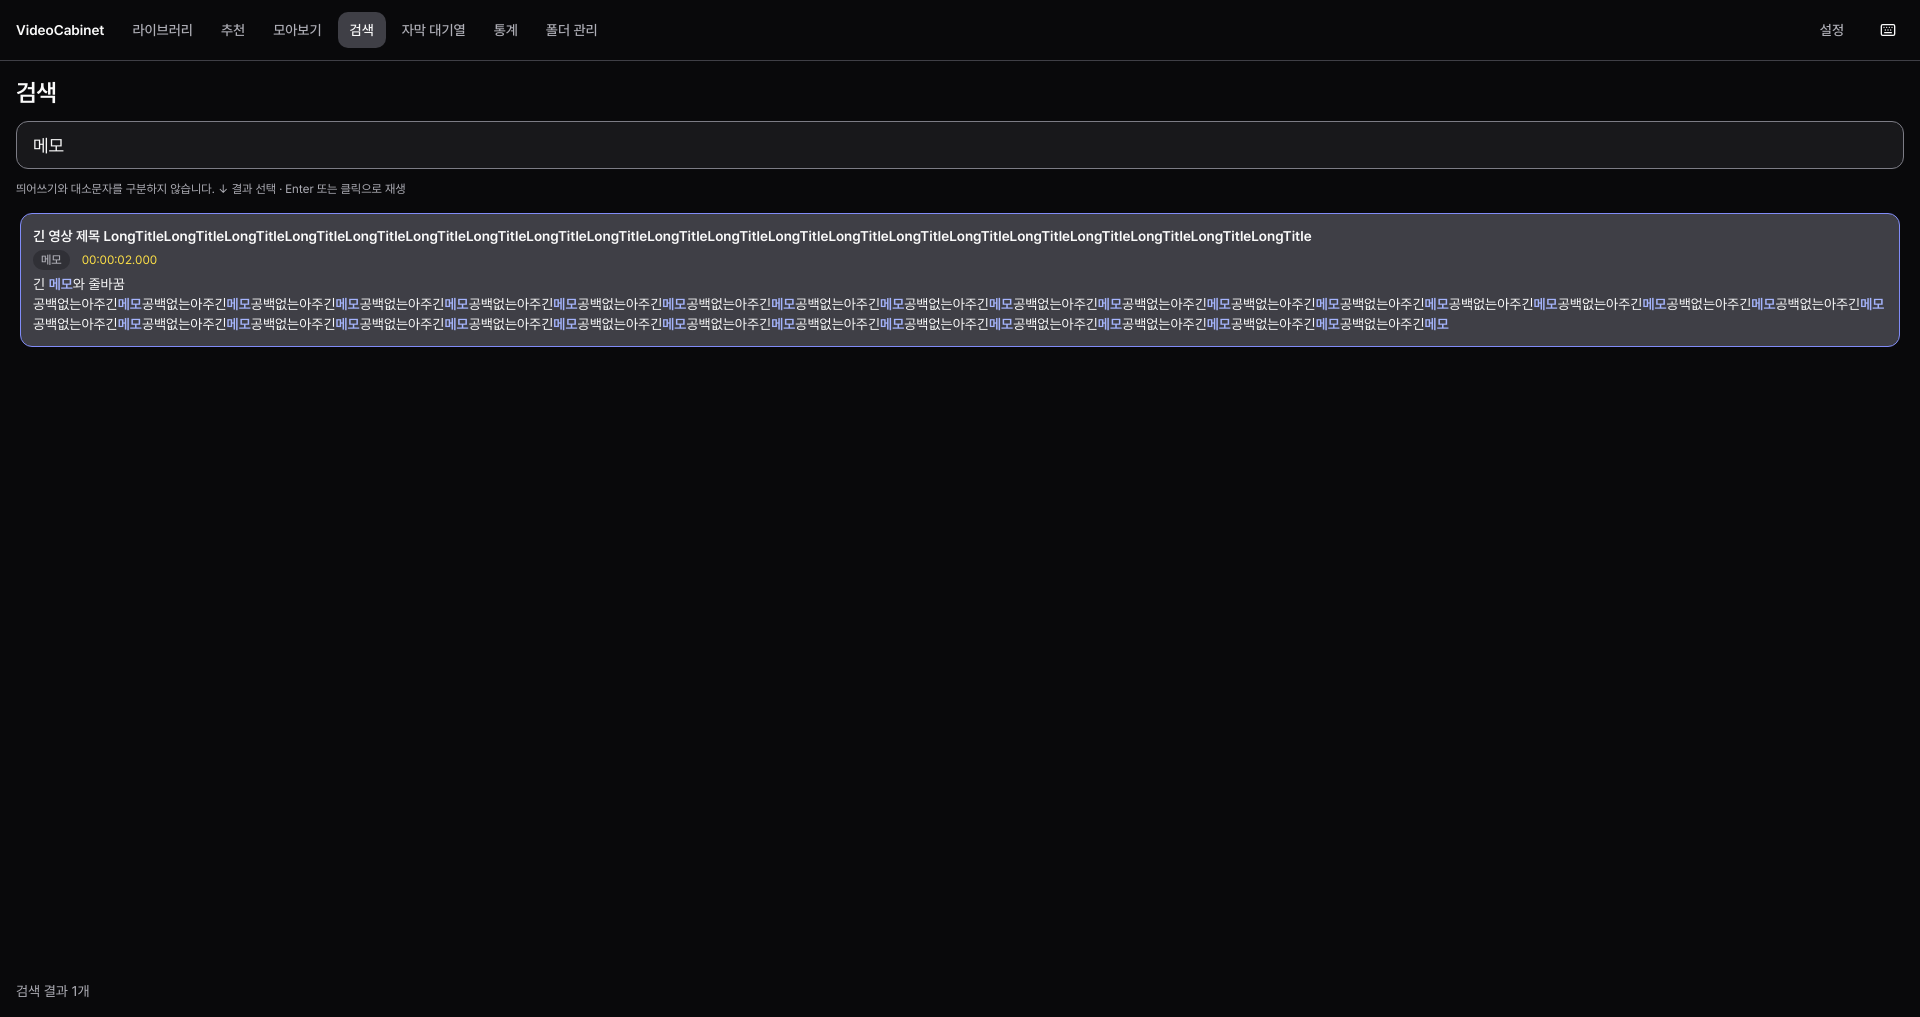 VideoCabinet 라이브러리 추천 모아보기 검색 자막 대기열 통계 폴더 관리 설정
검색
메모
띄어쓰기와 대소문자를 구분하지 않습니다. ↓ 결과 선택 · Enter 또는 클릭으로 재생
긴 영상 제목 LongTitleLongTitleLongTitleLongTitleLongTitleLongTitleLongTitleLongTitleLongTitleLongTitleLongTitleLongTitleLongTitleLongTitleLongTitleLongTitleLongTitleLongTitleLongTitleLongTitle
메모 00:00:02.000
긴 메모와 줄바꿈
공백없는아주긴메모공백없는아주긴메모공백없는아주긴메모공백없는아주긴메모공백없는아주긴메모공백없는아주긴메모공백없는아주긴메모공백없는아주긴메모공백없는아주긴메모공백없는아주긴메모공백없는아주긴메모공백없는아주긴메모공백없는아주긴메모공백없는아주긴메모공백없는아주긴메모공백없는아주긴메모공백없는아주긴메모
공백없는아주긴메모공백없는아주긴메모공백없는아주긴메모공백없는아주긴메모공백없는아주긴메모공백없는아주긴메모공백없는아주긴메모공백없는아주긴메모공백없는아주긴메모공백없는아주긴메모공백없는아주긴메모공백없는아주긴메모공백없는아주긴메모
검색 결과 1개